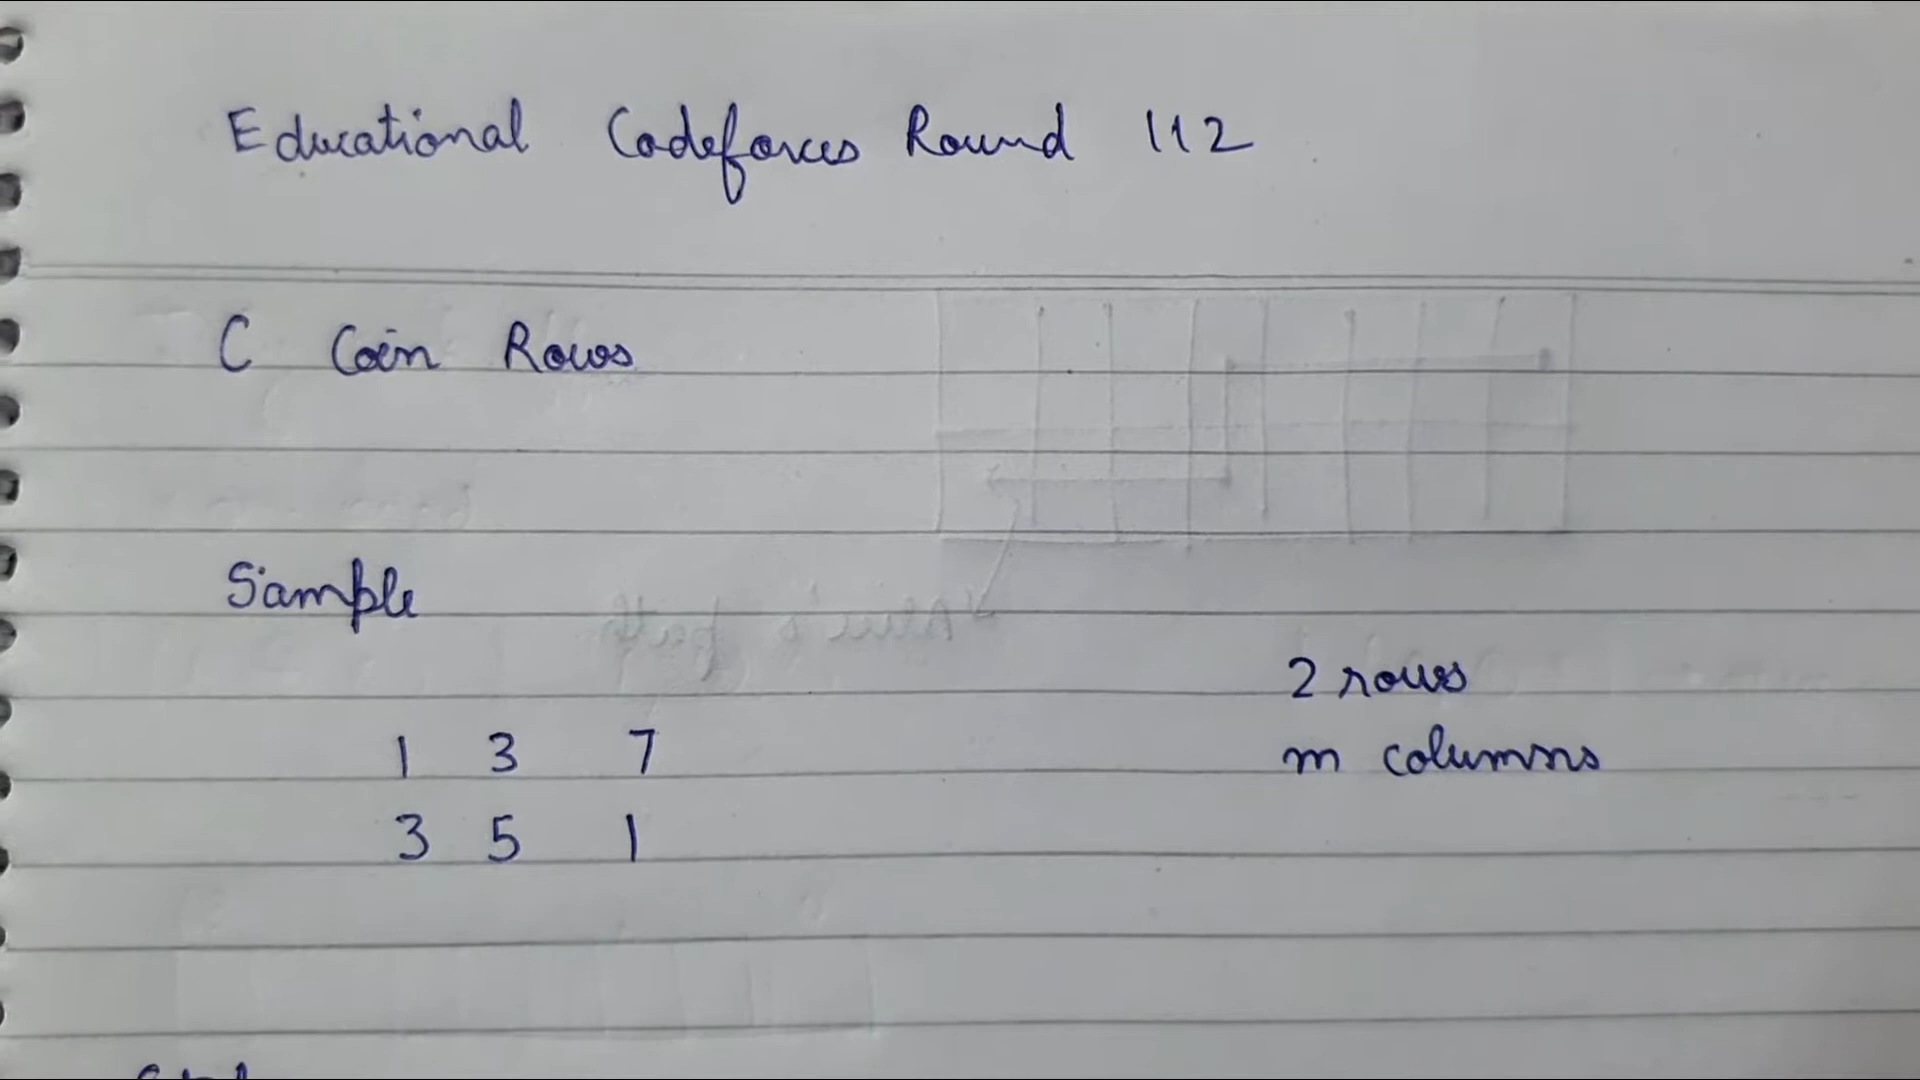 Educational Codeforces Round 112
C Coin Rows
Sample
2 rows
1 3 7
m columns
3 5 1